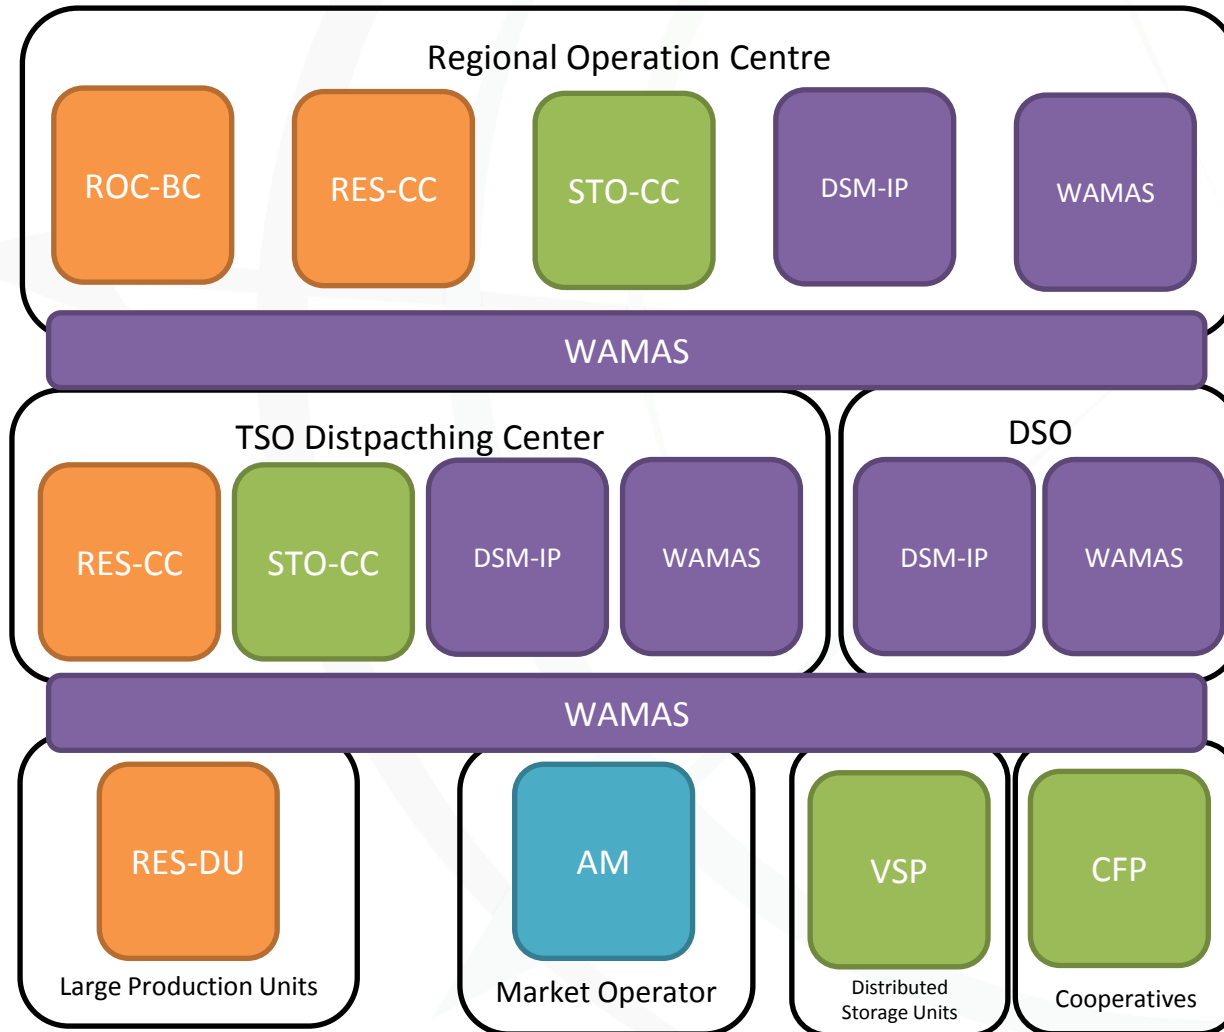 Regional Operation Centre
ROC-BC
RES-CC
STO-CC
DSM-IP
WAMAS
WAMAS
TSO Distpacthing Center
RES-CC
STO-CC
DSM-IP
WAMAS
DSO
DSM-IP
WAMAS
WAMAS
RES-DU
Large Production Units
AM
Market Operator
VSP
Distributed
Storage Units
CFP
Cooperatives